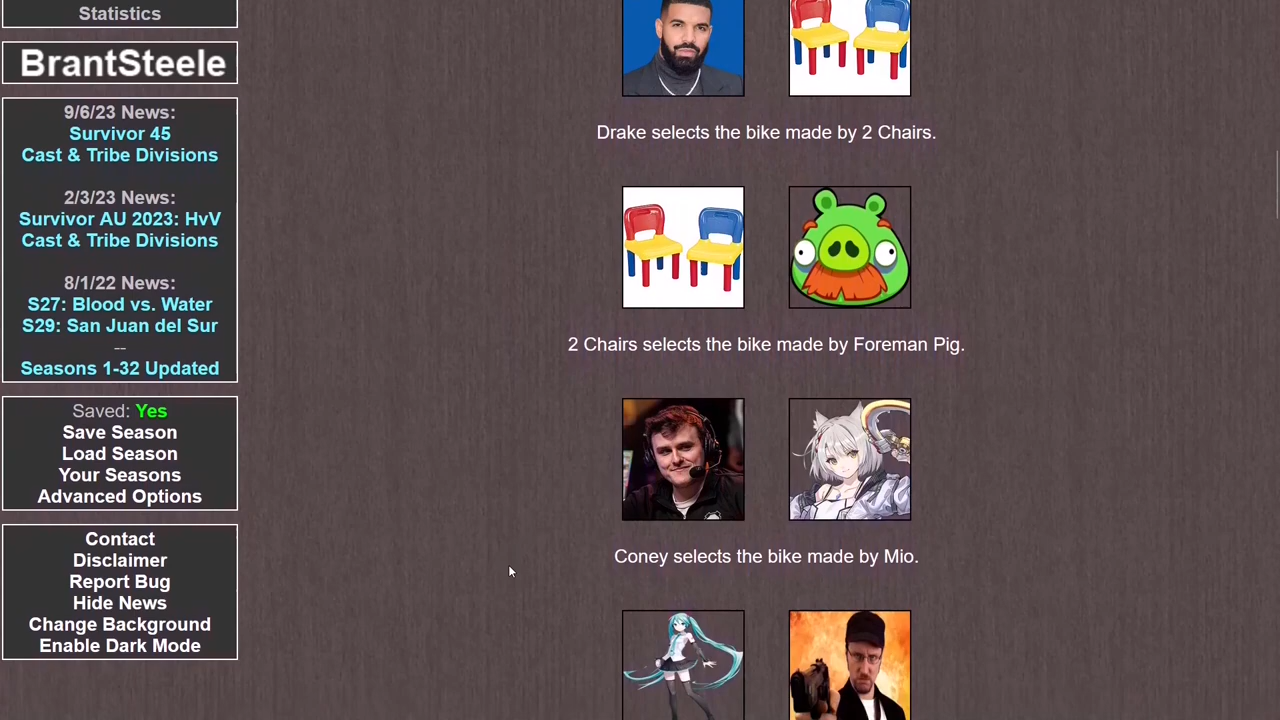 Statistics
BrantSteele
9/6/23 News:
Survivor 45
Cast & Tribe Divisions
2/3/23 News:
Survivor AU 2023: HvV
Cast & Tribe Divisions
8/1/22 News:
S27: Blood vs. Water
S29: San Juan del Sur
--
Seasons 1-32 Updated
Saved: Yes
Save Season
Load Season
Your Seasons
Advanced Options
Contact
Disclaimer
Report Bug
Hide News
Change Background
Enable Dark Mode
Drake selects the bike made by 2 Chairs.
2 Chairs selects the bike made by Foreman Pig.
Coney selects the bike made by Mio.